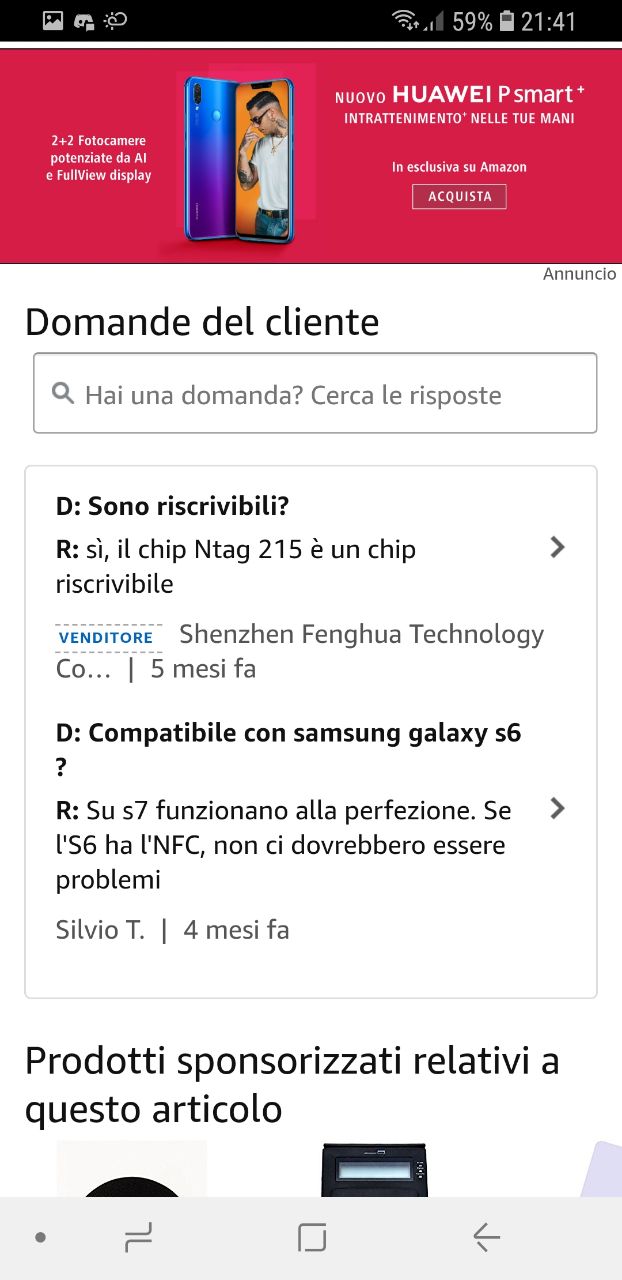 59% 21:41
NUOVO HUAWEI P smart+
INTRATTENIMENTO+ NELLE TUE MANI
2+2 Fotocamere
potenziate da AI
e FullView display
In esclusiva su Amazon
ACQUISTA
Annuncio
Domande del cliente
Hai una domanda? Cerca le risposte
D: Sono riscrivibili?
R: sì, il chip Ntag 215 è un chip
riscrivibile
VENDITORE Shenzhen Fenghua Technology
Co... | 5 mesi fa
D: Compatibile con samsung galaxy s6
?
R: Su s7 funzionano alla perfezione. Se
l'S6 ha l'NFC, non ci dovrebbero essere
problemi
Silvio T. | 4 mesi fa
Prodotti sponsorizzati relativi a
questo articolo